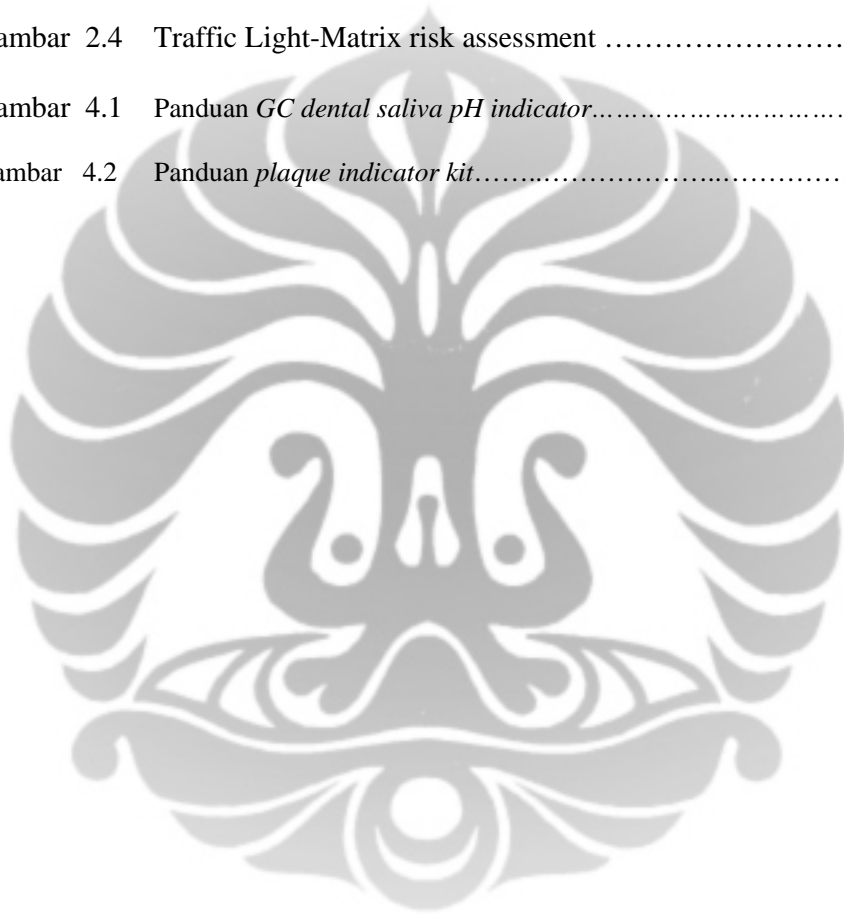 ambar 2.4 Traffic Light-Matrix risk assessment …………………….
ambar 4.1 Panduan GC dental saliva pH indicator……………………………….
ambar 4.2 Panduan plaque indicator kit……..…………………..……………